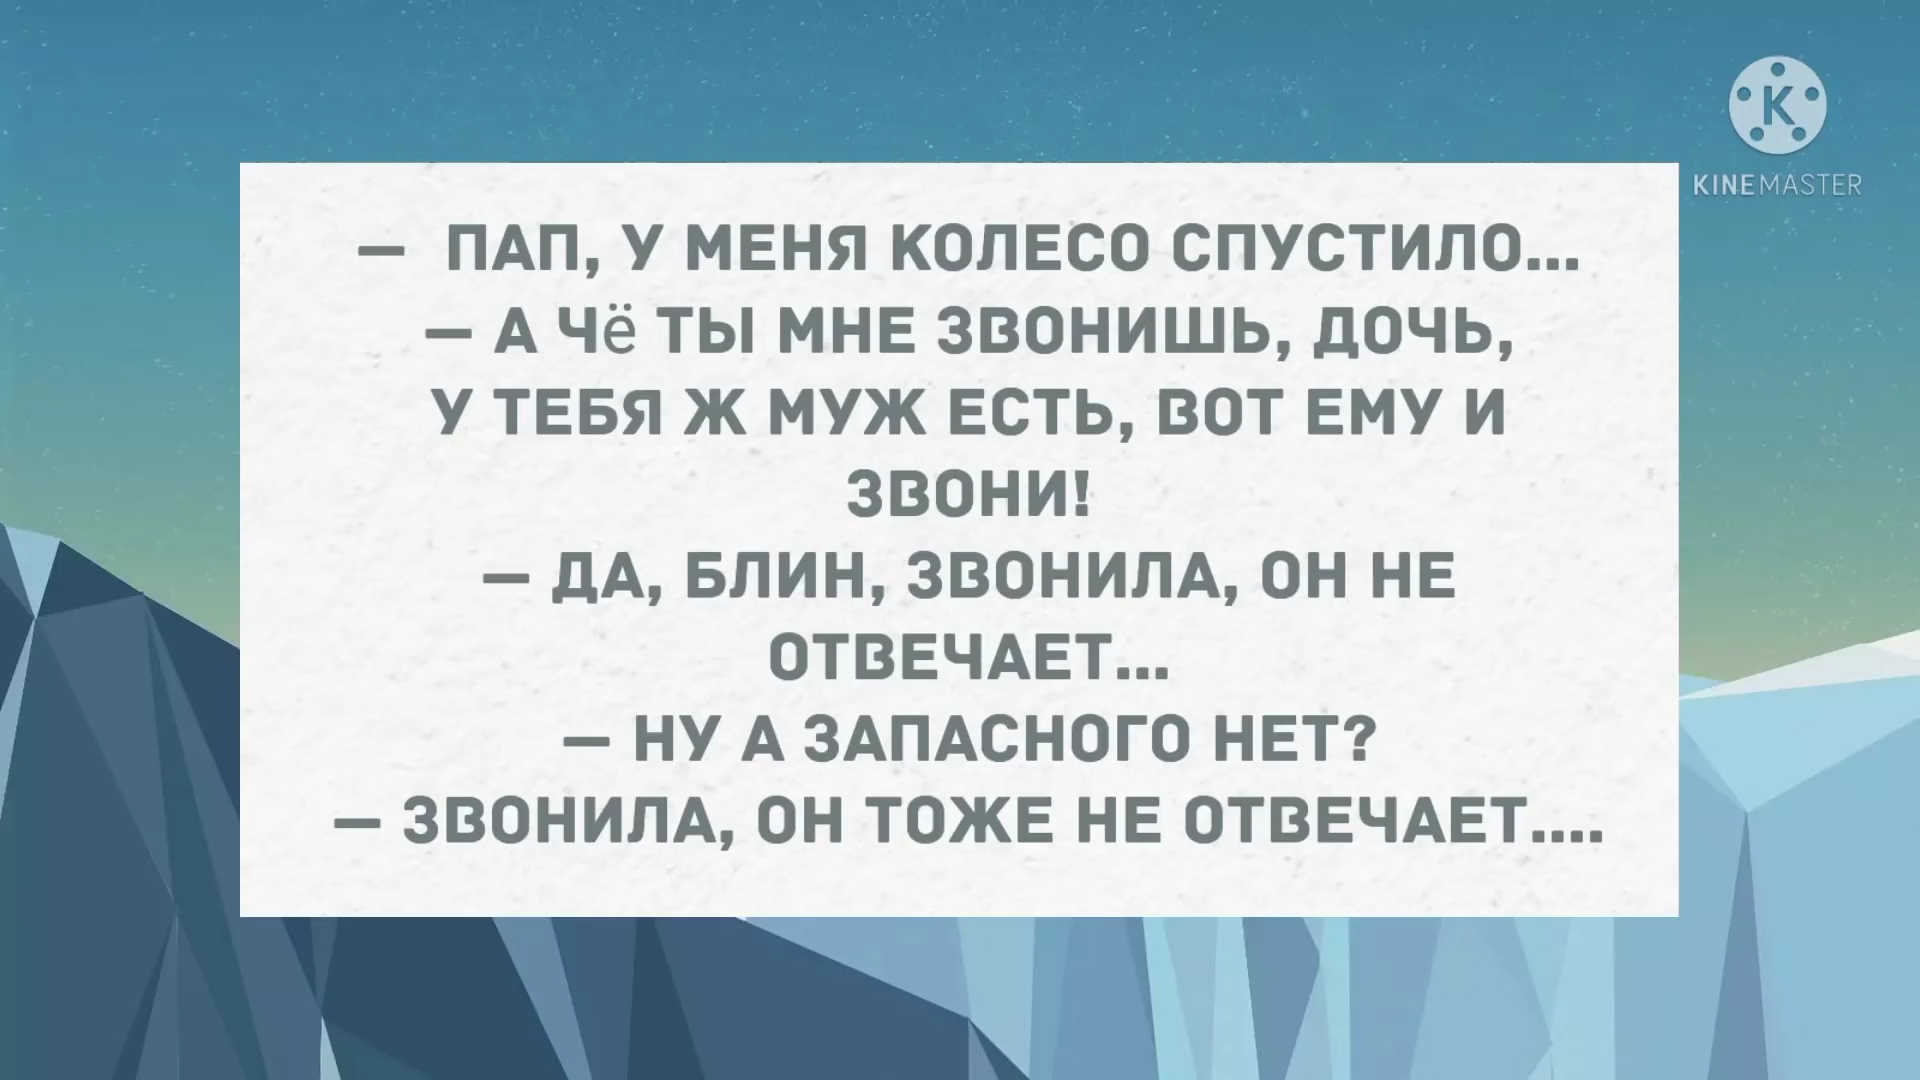 K
KINEMASTER
— ПАП, У МЕНЯ КОЛЕСО СПУСТИЛО...
— А ЧЁ ТЫ МНЕ ЗВОНИШЬ, ДОЧЬ,
У ТЕБЯ Ж МУЖ ЕСТЬ, ВОТ ЕМУ И
ЗВОНИ!
— ДА, БЛИН, ЗВОНИЛА, ОН НЕ
ОТВЕЧАЕТ...
— НУ А ЗАПАСНОГО НЕТ?
— ЗВОНИЛА, ОН ТОЖЕ НЕ ОТВЕЧАЕТ....